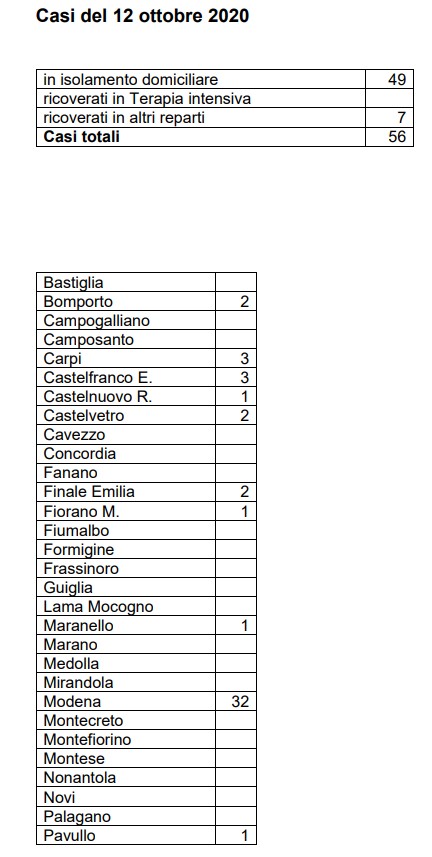 Casi del 12 ottobre 2020
in isolamento domiciliare 49
ricoverati in Terapia intensiva
ricoverati in altri reparti 7
Casi totali 56
Bastiglia
Bomporto 2
Campogalliano
Camposanto
Carpi 3
Castelfranco E. 3
Castelnuovo R. 1
Castelvetro 2
Cavezzo
Concordia
Fanano
Finale Emilia 2
Fiorano M. 1
Fiumalbo
Formigine
Frassinoro
Guiglia
Lama Mocogno
Maranello 1
Marano
Medolla
Mirandola
Modena 32
Montecreto
Montefiorino
Montese
Nonantola
Novi
Palagano
Pavullo 1